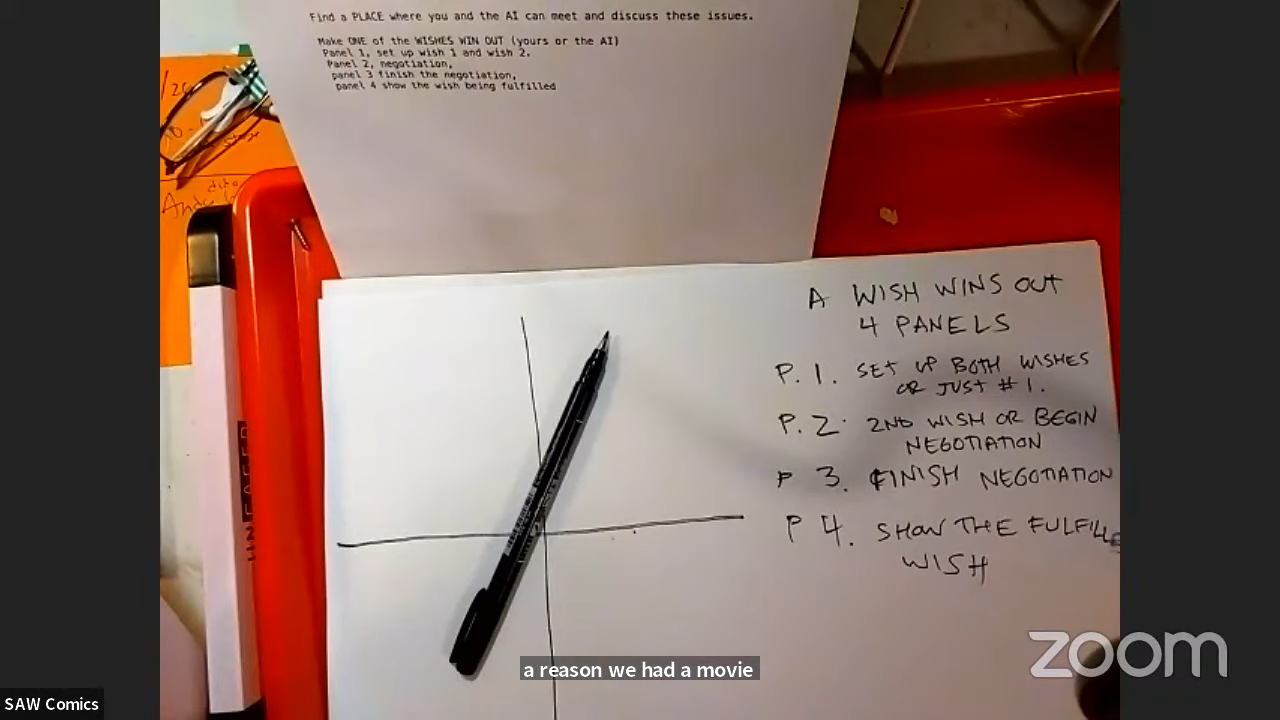 Find a PLACE where you and the AI can meet and discuss these issues.
Make ONE of the WISHES WIN OUT (yours or the AI)
Panel 1, set up wish 1 and wish 2.
Panel 2, negotiation,
panel 3 finish the negotiation,
panel 4 show the wish being fulfilled
A WISH WINS OUT
4 PANELS
P. 1. SET UP BOTH WISHES
OR JUST #1.
P. 2. 2ND WISH OR BEGIN
NEGOTIATION
P 3. FINISH NEGOTIATION
P 4. SHOW THE FULFILLED
WISH
a reason we had a movie
zoom
SAW Comics